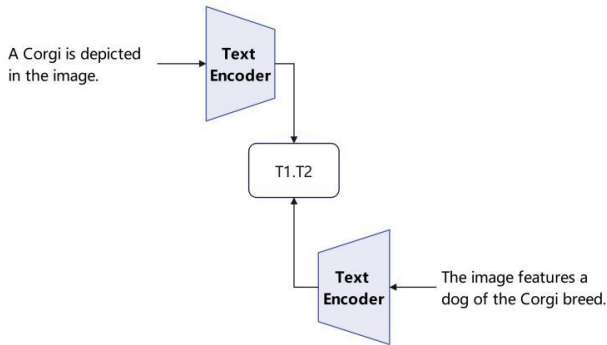 A Corgi is depicted
in the image.
Text
Encoder
T1.T2
Text
Encoder
The image features a
dog of the Corgi breed.